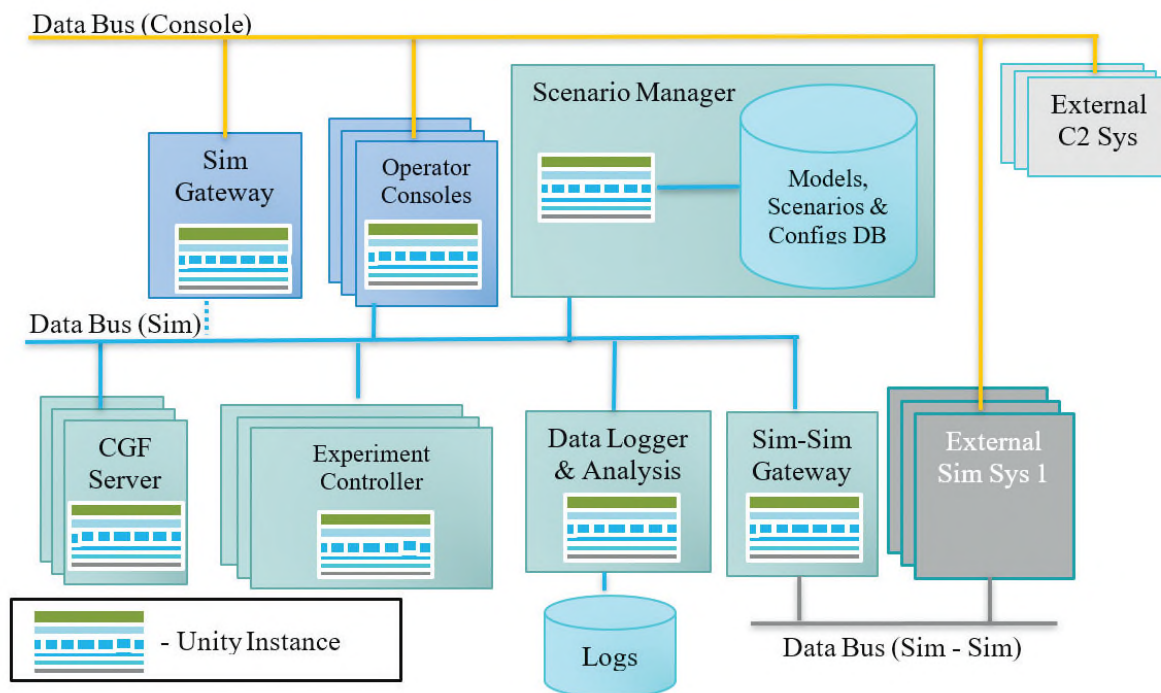 Data Bus (Console)
Scenario Manager
External
C2 Sys
Sim
Gateway
Operator
Consoles
Models,
Scenarios &
Configs DB
Data Bus (Sim)
CGF
Server
Experiment
Controller
Data Logger
& Analysis
Sim-Sim
Gateway
External
Sim Sys 1
- Unity Instance
Logs
Data Bus (Sim - Sim)